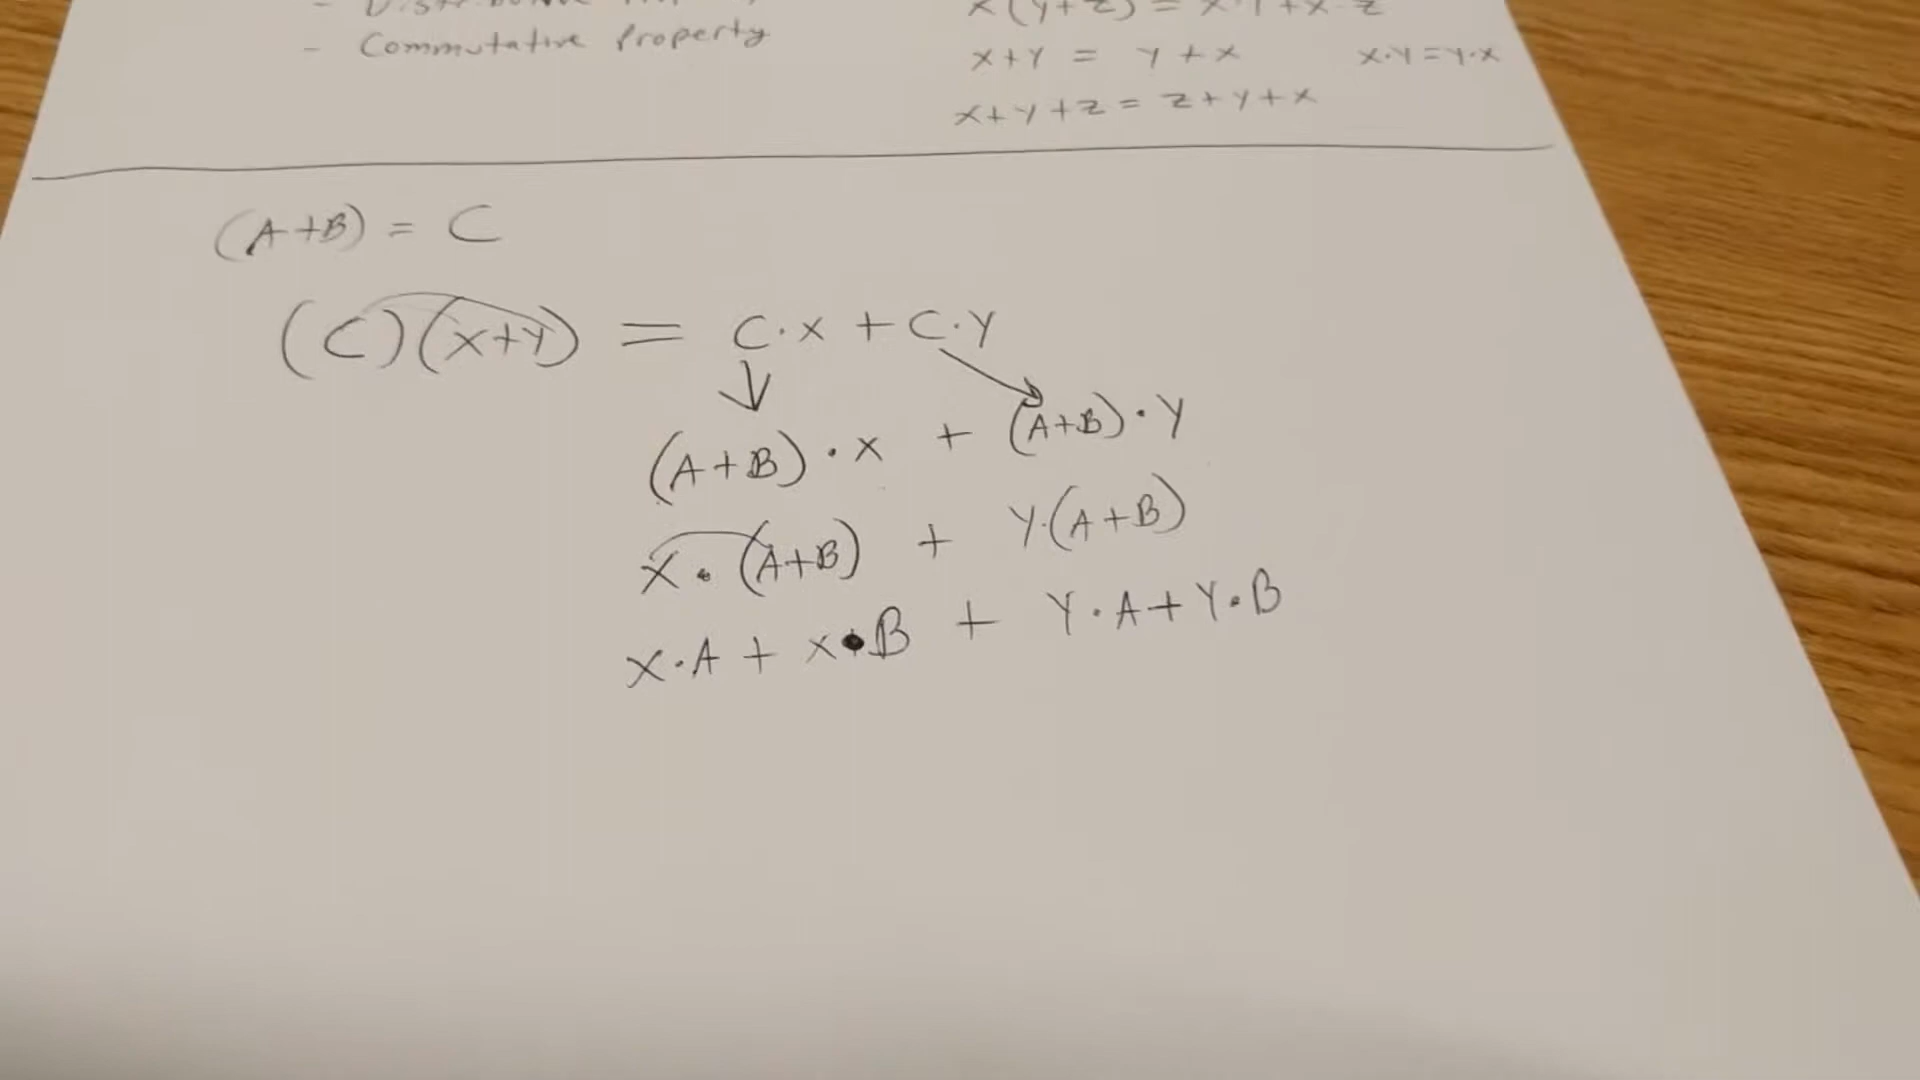 - Commutative Property
x(y+z) = x·y+x·z
x+y = y+x x·y=y·x
x+y+z = z+y+x
(A+B) = C
(C)(x+y) = C·x + C·y
(A+B)·x + (A+B)·y
x·(A+B) + y·(A+B)
x·A + x·B + y·A + y·B